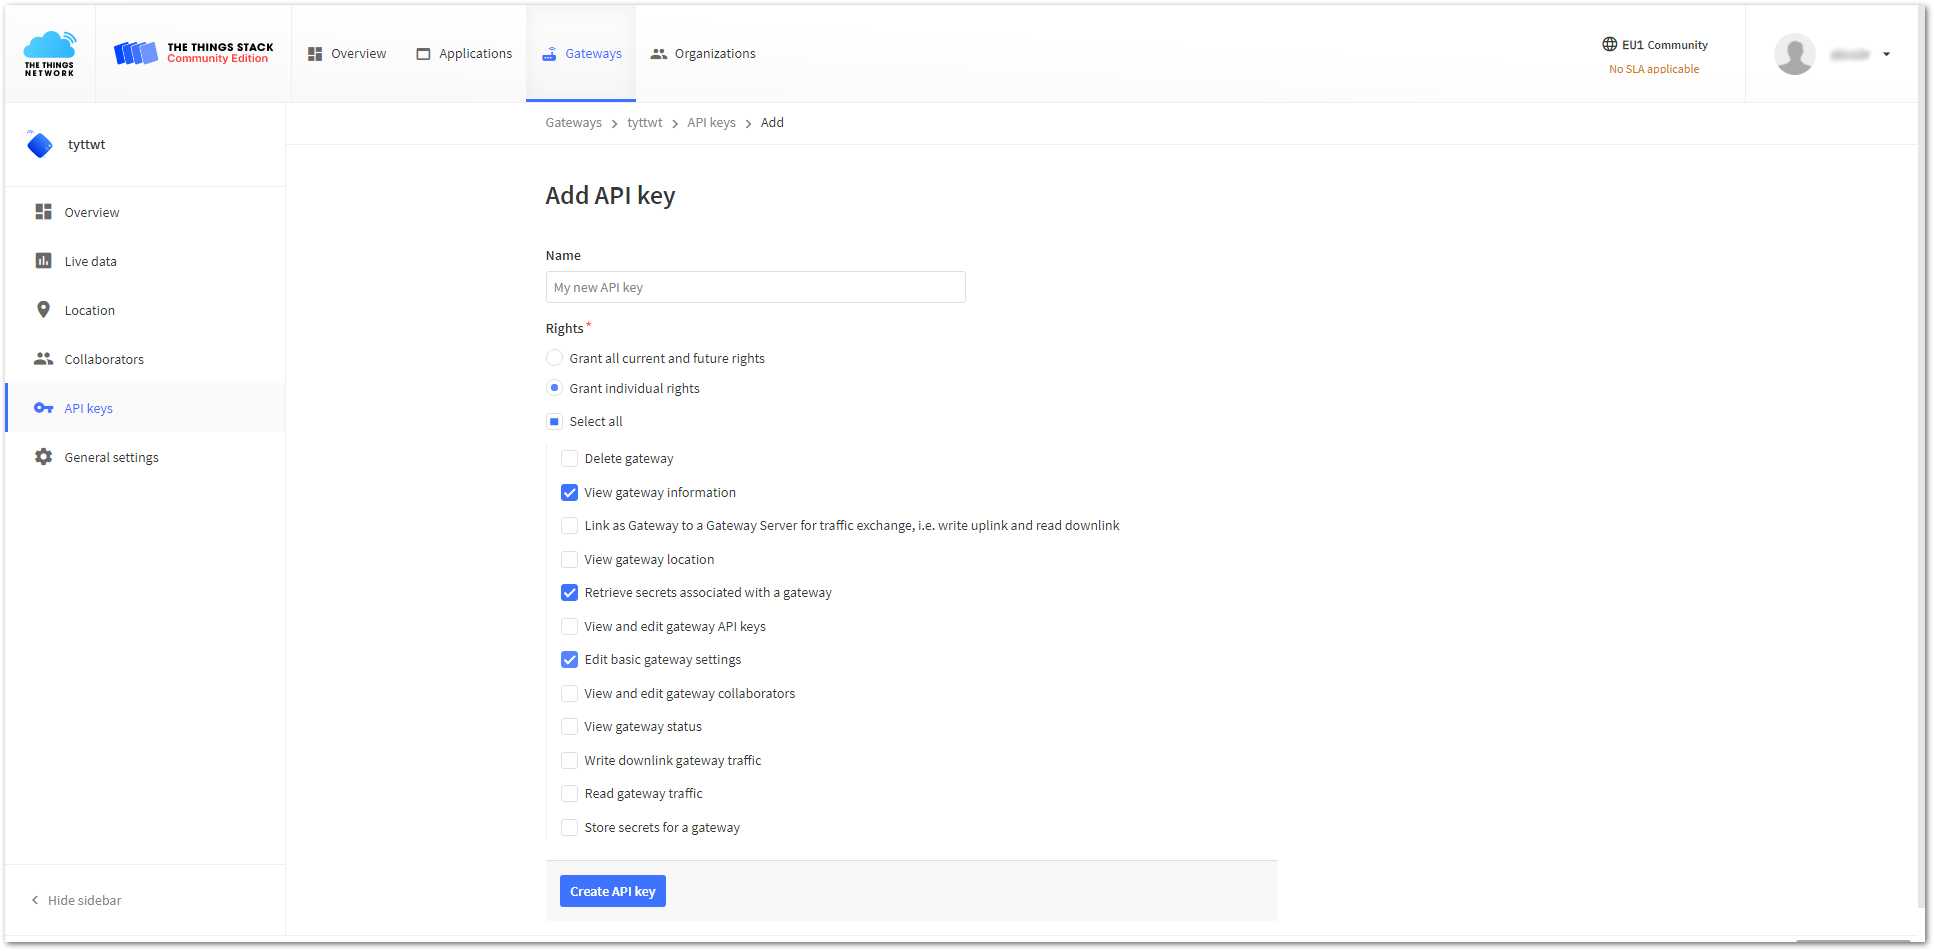 THE THINGS
NETWORK
THE THINGS STACK
Community Edition
Overview
Applications
Gateways
Organizations
EU1 Community
No SLA applicable
tyttwt
Overview
Live data
Location
Collaborators
API keys
General settings
Hide sidebar
Gateways > tyttwt > API keys > Add
Add API key
Name
My new API key
Rights *
Grant all current and future rights
Grant individual rights
Select all
Delete gateway
View gateway information
Link as Gateway to a Gateway Server for traffic exchange, i.e. write uplink and read downlink
View gateway location
Retrieve secrets associated with a gateway
View and edit gateway API keys
Edit basic gateway settings
View and edit gateway collaborators
View gateway status
Write downlink gateway traffic
Read gateway traffic
Store secrets for a gateway
Create API key